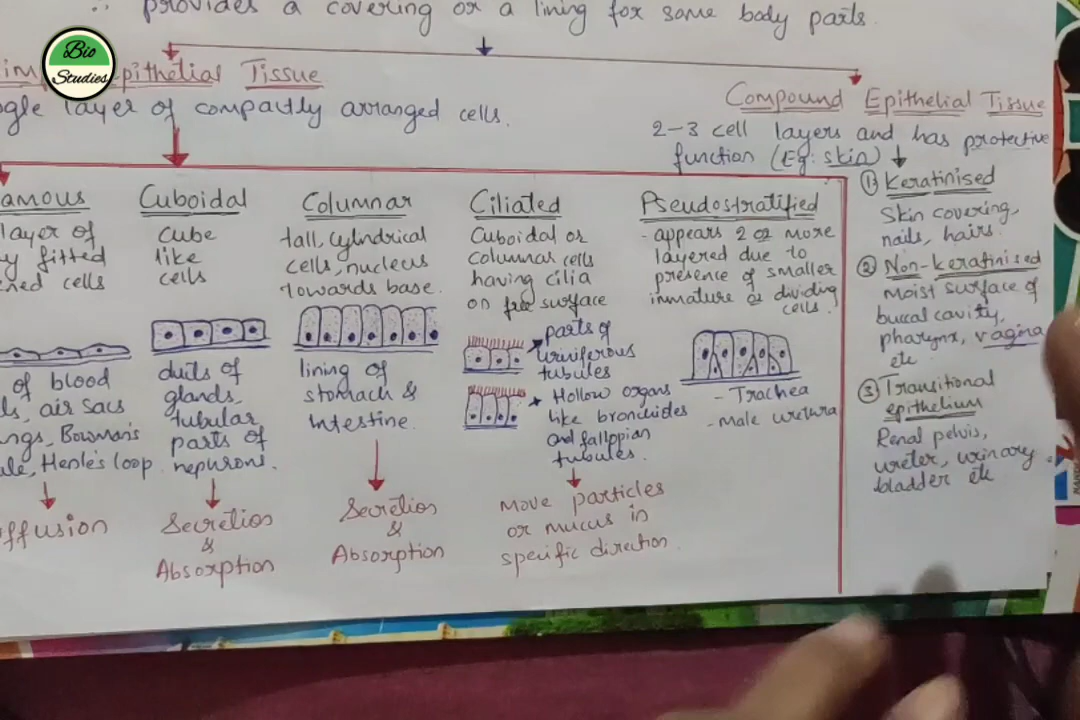 provides a covering or a lining for some body parts.
Bio
Studies
Epithelial Tissue
layer of compactly arranged cells.
Compound Epithelial Tissue
2-3 cell layers and has protective
function (Eg: skin)
layer of
fitted
cells
of blood
air sacs
Bowman's
Henle's loop
Cuboidal
Cube
like
cells
ducts of
glands,
tubular
parts of
nephrons.
Secretion
&
Absorption
Columnar
tall, cylindrical
cells, nucleus
towards base.
lining of
stomach &
Intestine.
Secretion
&
Absorption
Ciliated
Cuboidal or
columnar cells
having cilia
on free surface
parts of
uriniferous
tubules
Hollow organs
like bronchioles
and fallopian
tubules.
Move particles
or mucus in
specific direction
Pseudostratified
- appears 2 or more
layered due to
presence of smaller
immature or dividing
cells.
- Trachea
- male urethra
① Keratinised
Skin covering,
nails, hairs.
② Non-keratinised
Moist surface of
buccal cavity,
pharynx, vagina
etc
③ Transitional
epithelium
Renal pelvis,
ureter, urinary
bladder etc